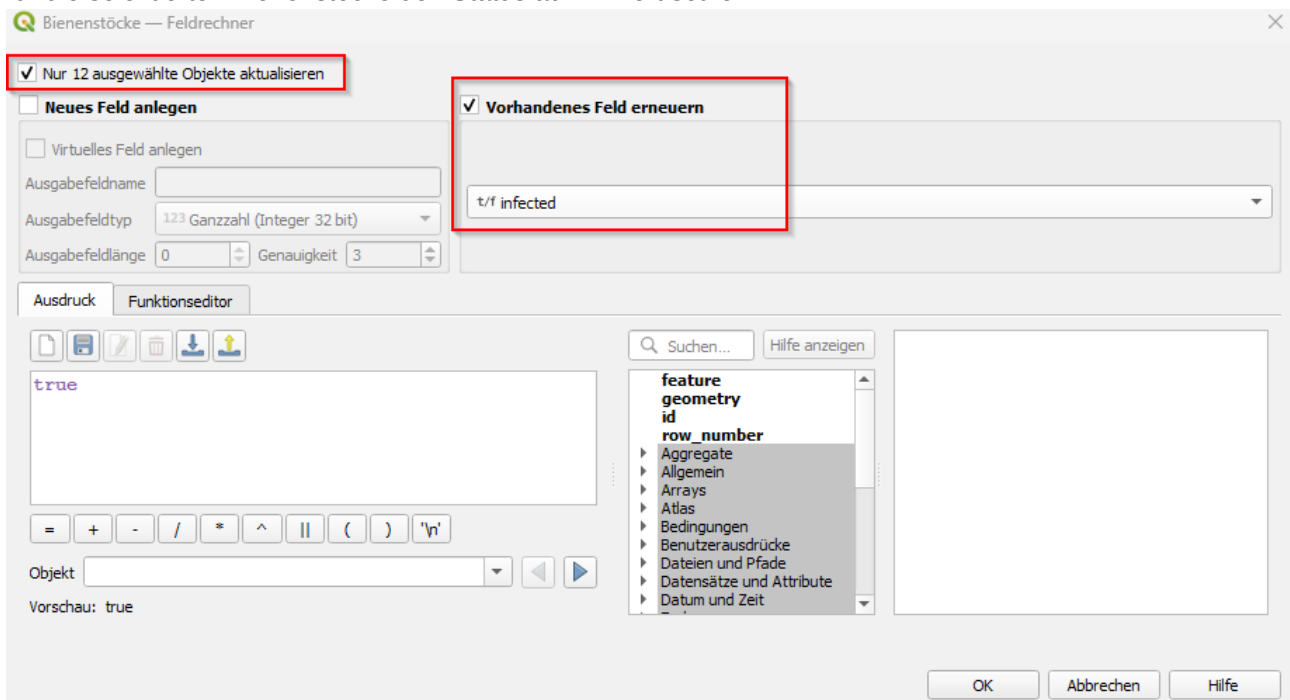 Bienenstöcke — Feldrechner
Nur 12 ausgewählte Objekte aktualisieren
Neues Feld anlegen
Vorhandenes Feld erneuern
Virtuelles Feld anlegen
Ausgabefeldname
t/f infected
Ausgabefeldtyp 123 Ganzzahl (Integer 32 bit)
Ausgabefeldlänge 0 Genauigkeit 3
Ausdruck Funktionseditor
Suchen... Hilfe anzeigen
true
feature
geometry
id
row_number
Aggregate
Allgemein
Arrays
Atlas
Bedingungen
Benutzerausdrücke
Dateien und Pfade
Datensätze und Attribute
Datum und Zeit
= + - / * ^ || ( ) '\n'
Objekt
Vorschau: true
OK Abbrechen Hilfe